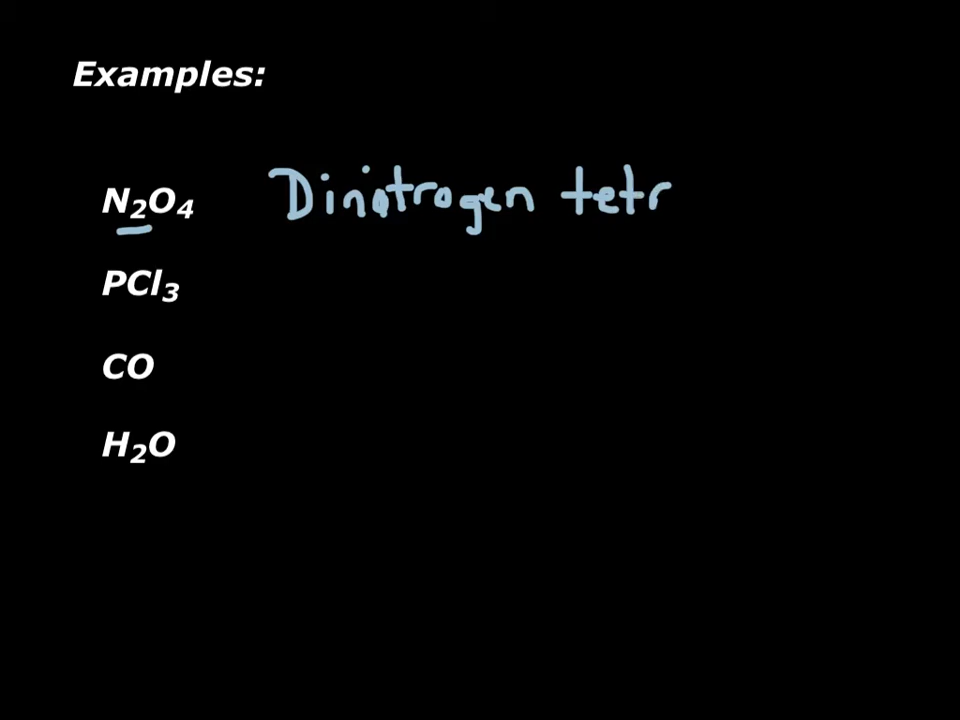 Examples:
N₂O₄ Dinitrogen tetr
PCl₃
CO
H₂O